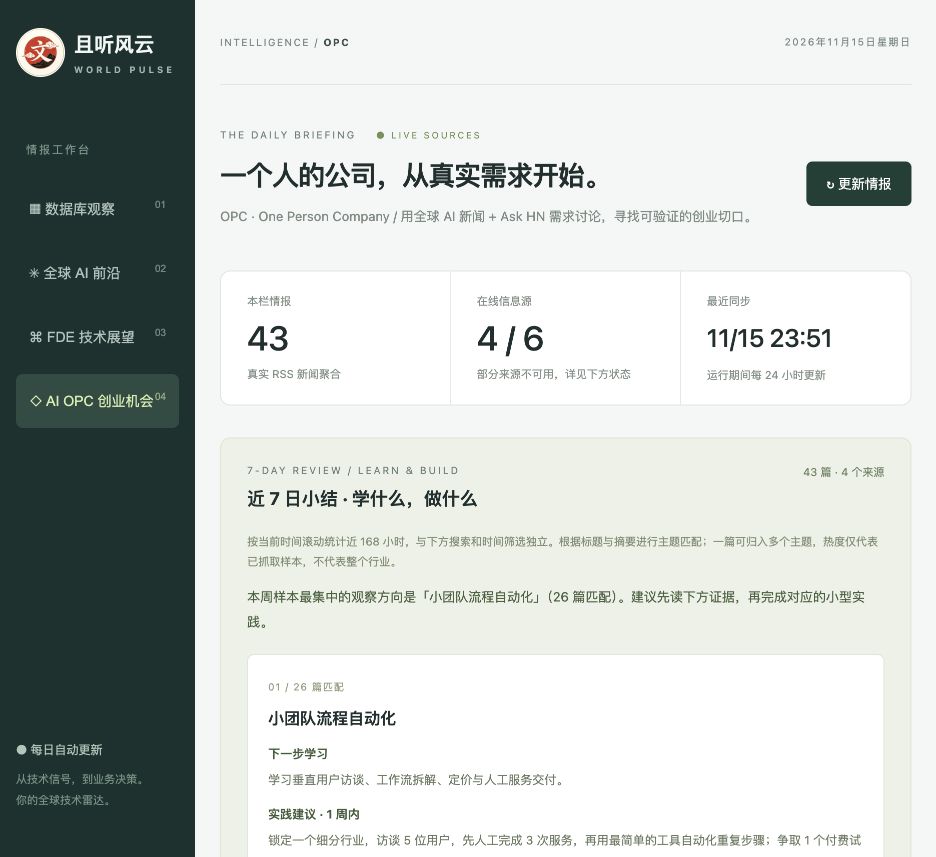 文
且听风云
WORLD PULSE
情报工作台
▦ 数据库观察 01
✳ 全球 AI 前沿 02
⌘ FDE 技术展望 03
◇ AI OPC 创业机会 04
● 每日自动更新
从技术信号，到业务决策。
你的全球技术雷达。
INTELLIGENCE / OPC
2026年11月15日星期日
THE DAILY BRIEFING ● LIVE SOURCES
一个人的公司，从真实需求开始。
OPC · One Person Company / 用全球 AI 新闻 + Ask HN 需求讨论，寻找可验证的创业切口。
↻ 更新情报
本栏情报
43
真实 RSS 新闻聚合
在线信息源
4 / 6
部分来源不可用，详见下方状态
最近同步
11/15 23:51
运行期间每 24 小时更新
7-DAY REVIEW / LEARN & BUILD
43 篇 · 4 个来源
近 7 日小结 · 学什么，做什么
按当前时间滚动统计近 168 小时，与下方搜索和时间筛选独立。根据标题与摘要进行主题匹配；一篇可归入多个主题，热度仅代表
已抓取样本，不代表整个行业。
本周样本最集中的观察方向是「小团队流程自动化」（26 篇匹配）。建议先读下方证据，再完成对应的小型实
践。
01 / 26 篇匹配
小团队流程自动化
下一步学习
学习垂直用户访谈、工作流拆解、定价与人工服务交付。
实践建议 · 1 周内
锁定一个细分行业，访谈 5 位用户，先人工完成 3 次服务，再用最简单的工具自动化重复步骤；争取 1 个付费试